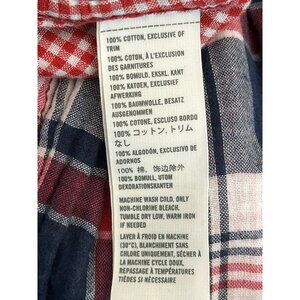 100% COTTON, EXCLUSIVE OF
TRIM
100% COTON, À L'EXCLUSION
DES GARNITURES
100% BOMULD, EKSKL. KANT
100% KATOEN, EXCLUSIEF
AFWERKING
100% BAUMWOLLE, BESATZ
AUSGENOMMEN
100% COTONE, ESCLUSO BORDO
100% コットン、トリム
なし
100% ALGODÓN, EXCLUSIVO DE
ADORNOS
100% 棉, 饰边除外
100% BOMULL, UTOM
DEKORATIONSKANTEN
MACHINE WASH COLD, ONLY
NON-CHLORINE BLEACH,
TUMBLE DRY LOW, WARM IRON
IF NEEDED
LAVER À FROID EN MACHINE
(30°C), BLANCHIMENT SANS
CHLORE UNIQUEMENT, SÉCHER À
LA MACHINE CYCLE DOUX,
REPASSAGE À TEMPÉRATURES
TIÈDES SI NÉCESSAIRE